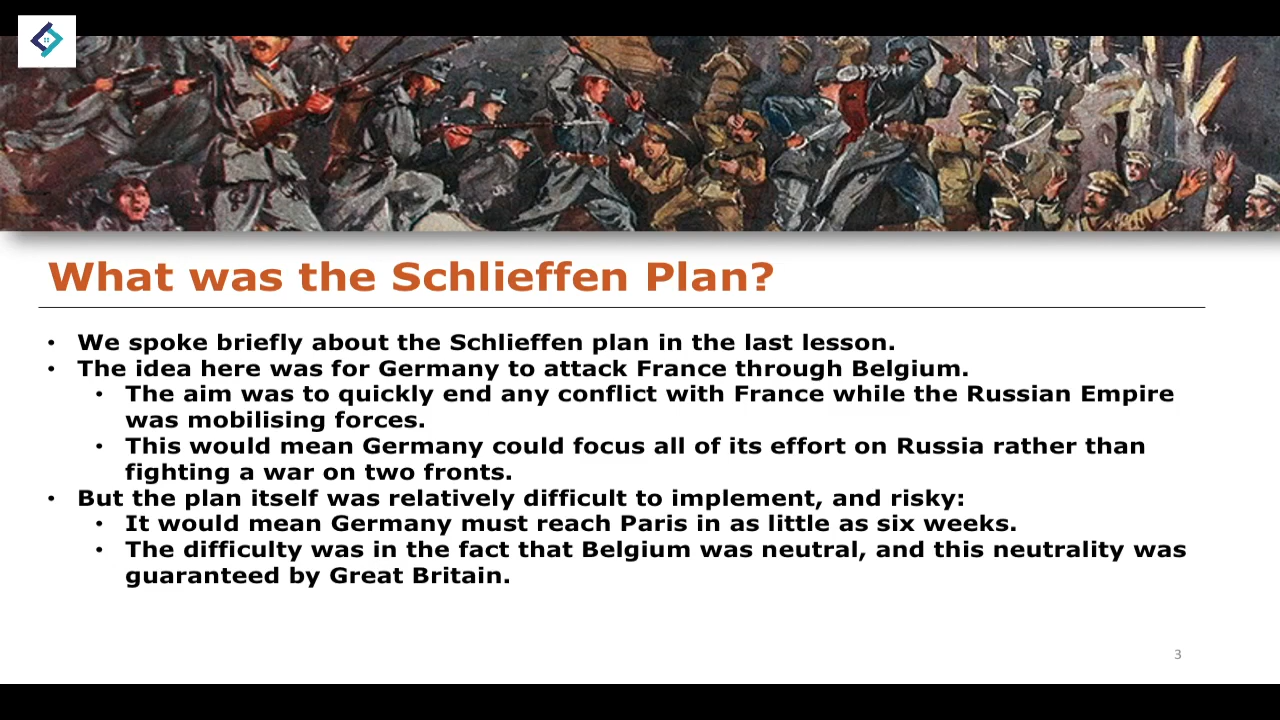 What was the Schlieffen Plan?
• We spoke briefly about the Schlieffen plan in the last lesson.
• The idea here was for Germany to attack France through Belgium.
• The aim was to quickly end any conflict with France while the Russian Empire
was mobilising forces.
• This would mean Germany could focus all of its effort on Russia rather than
fighting a war on two fronts.
• But the plan itself was relatively difficult to implement, and risky:
• It would mean Germany must reach Paris in as little as six weeks.
• The difficulty was in the fact that Belgium was neutral, and this neutrality was
guaranteed by Great Britain.
3